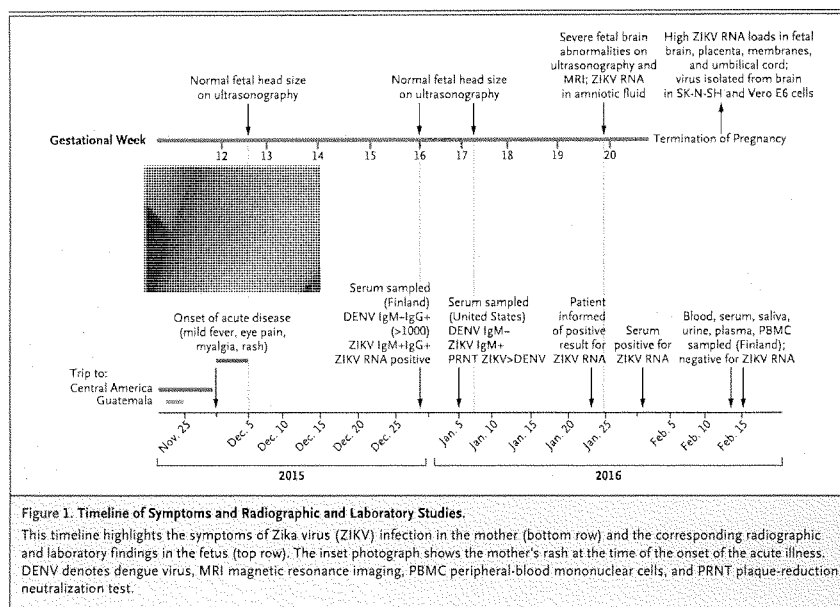 Severe fetal brain
abnormalities on
ultrasonography and
MRI; ZIKV RNA
in amniotic fluid
High ZIKV RNA loads in fetal
brain, placenta, membranes,
and umbilical cord;
virus isolated from brain
in SK-N-SH and Vero E6 cells
Normal fetal head size
on ultrasonography
Normal fetal head size
on ultrasonography
Gestational Week
Termination of Pregnancy
12 13 14 15 16 17 18 19 20
Onset of acute disease
(mild fever, eye pain,
myalgia, rash)
Serum sampled
(Finland)
DENV IgM–IgG+
(>1000)
ZIKV IgM+IgG+
ZIKV RNA positive
Serum sampled
(United States)
DENV IgM–
ZIKV IgM+
PRNT ZIKV>DENV
Patient
informed
of positive
result for
ZIKV RNA
Serum
positive for
ZIKV RNA
Blood, serum, saliva,
urine, plasma, PBMC
sampled (Finland);
negative for ZIKV RNA
Trip to:
Central America
Guatemala
Nov. 25 Dec. 5 Dec. 10 Dec. 15 Dec. 20 Dec. 25 Jan. 5 Jan. 10 Jan. 15 Jan. 20 Jan. 25 Feb. 5 Feb. 10 Feb. 15
2015 2016
Figure 1. Timeline of Symptoms and Radiographic and Laboratory Studies.
This timeline highlights the symptoms of Zika virus (ZIKV) infection in the mother (bottom row) and the corresponding radiographic
and laboratory findings in the fetus (top row). The inset photograph shows the mother's rash at the time of the onset of the acute illness.
DENV denotes dengue virus, MRI magnetic resonance imaging, PBMC peripheral-blood mononuclear cells, and PRNT plaque-reduction
neutralization test.